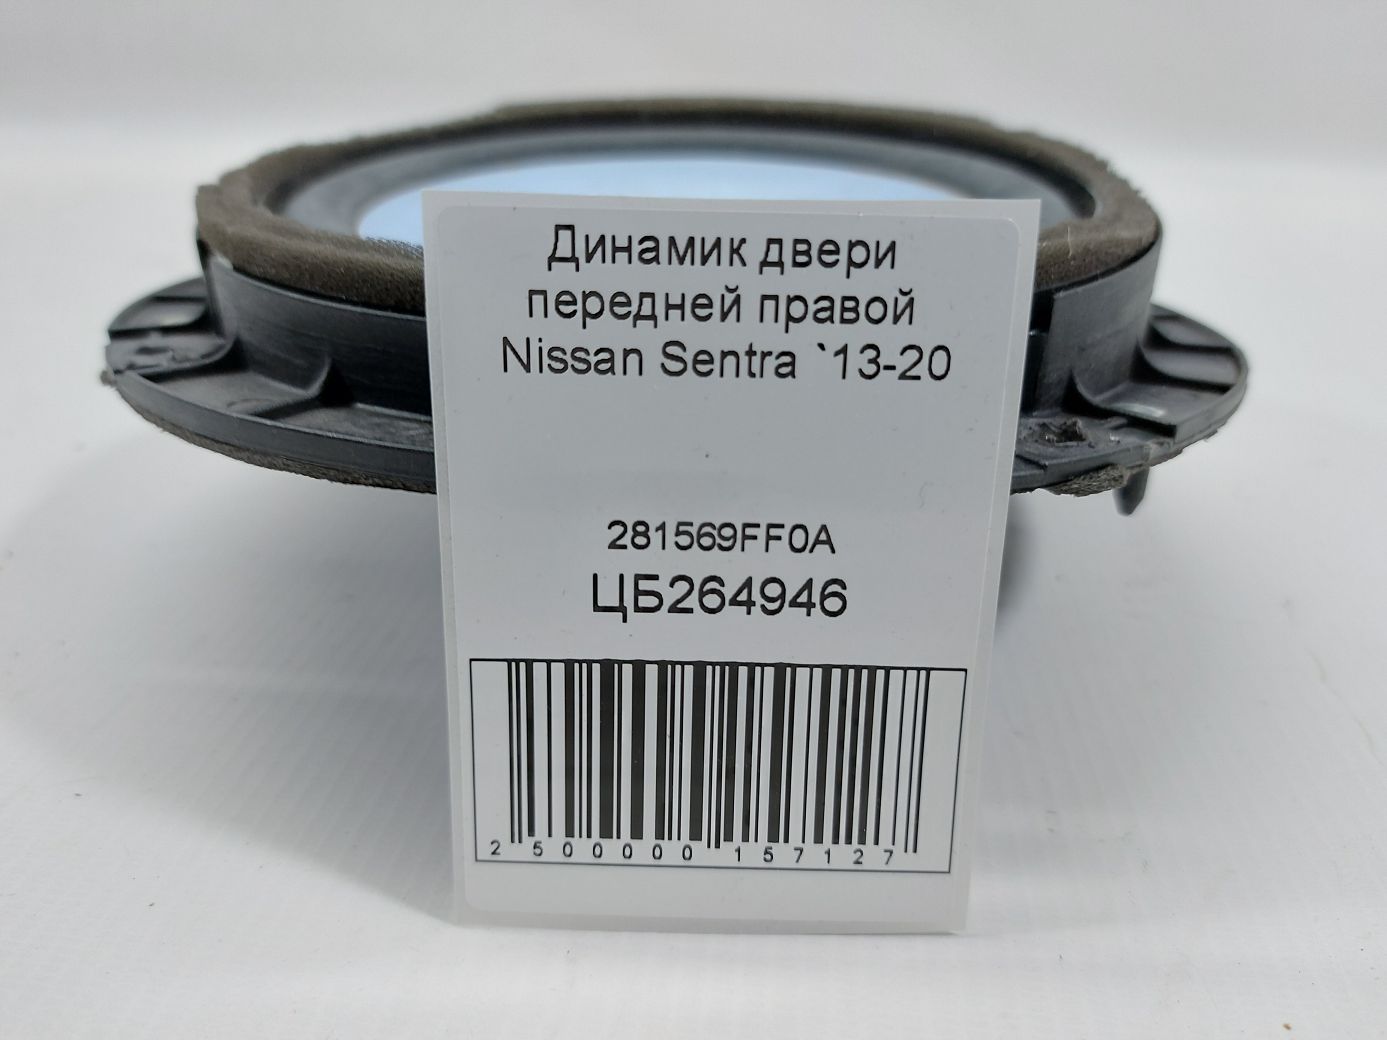 Динамик двери
передней правой
Nissan Sentra `13-20
281569FF0A
ЦБ264946
2 500000 157127